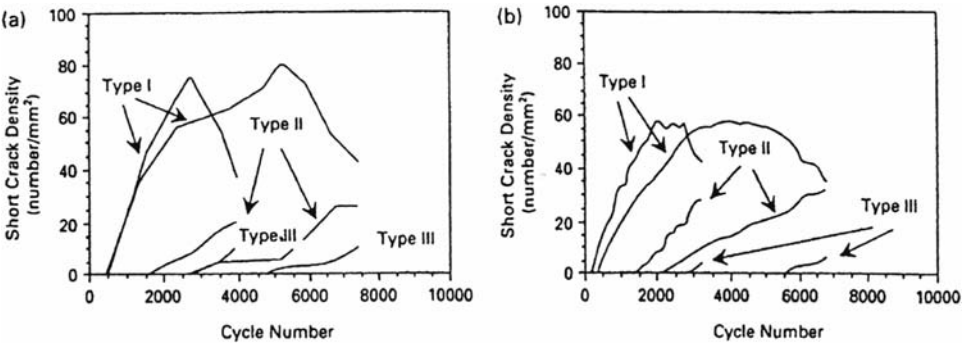 (a)
100
80
60
40
20
0
Short Crack Density
(number/mm²)
Type I
Type II
Type III
Type III
0 2000 4000 6000 8000 10000
Cycle Number
(b)
100
80
60
40
20
0
Short Crack Density
(number/mm²)
Type I
Type II
Type III
0 2000 4000 6000 8000 10000
Cycle Number